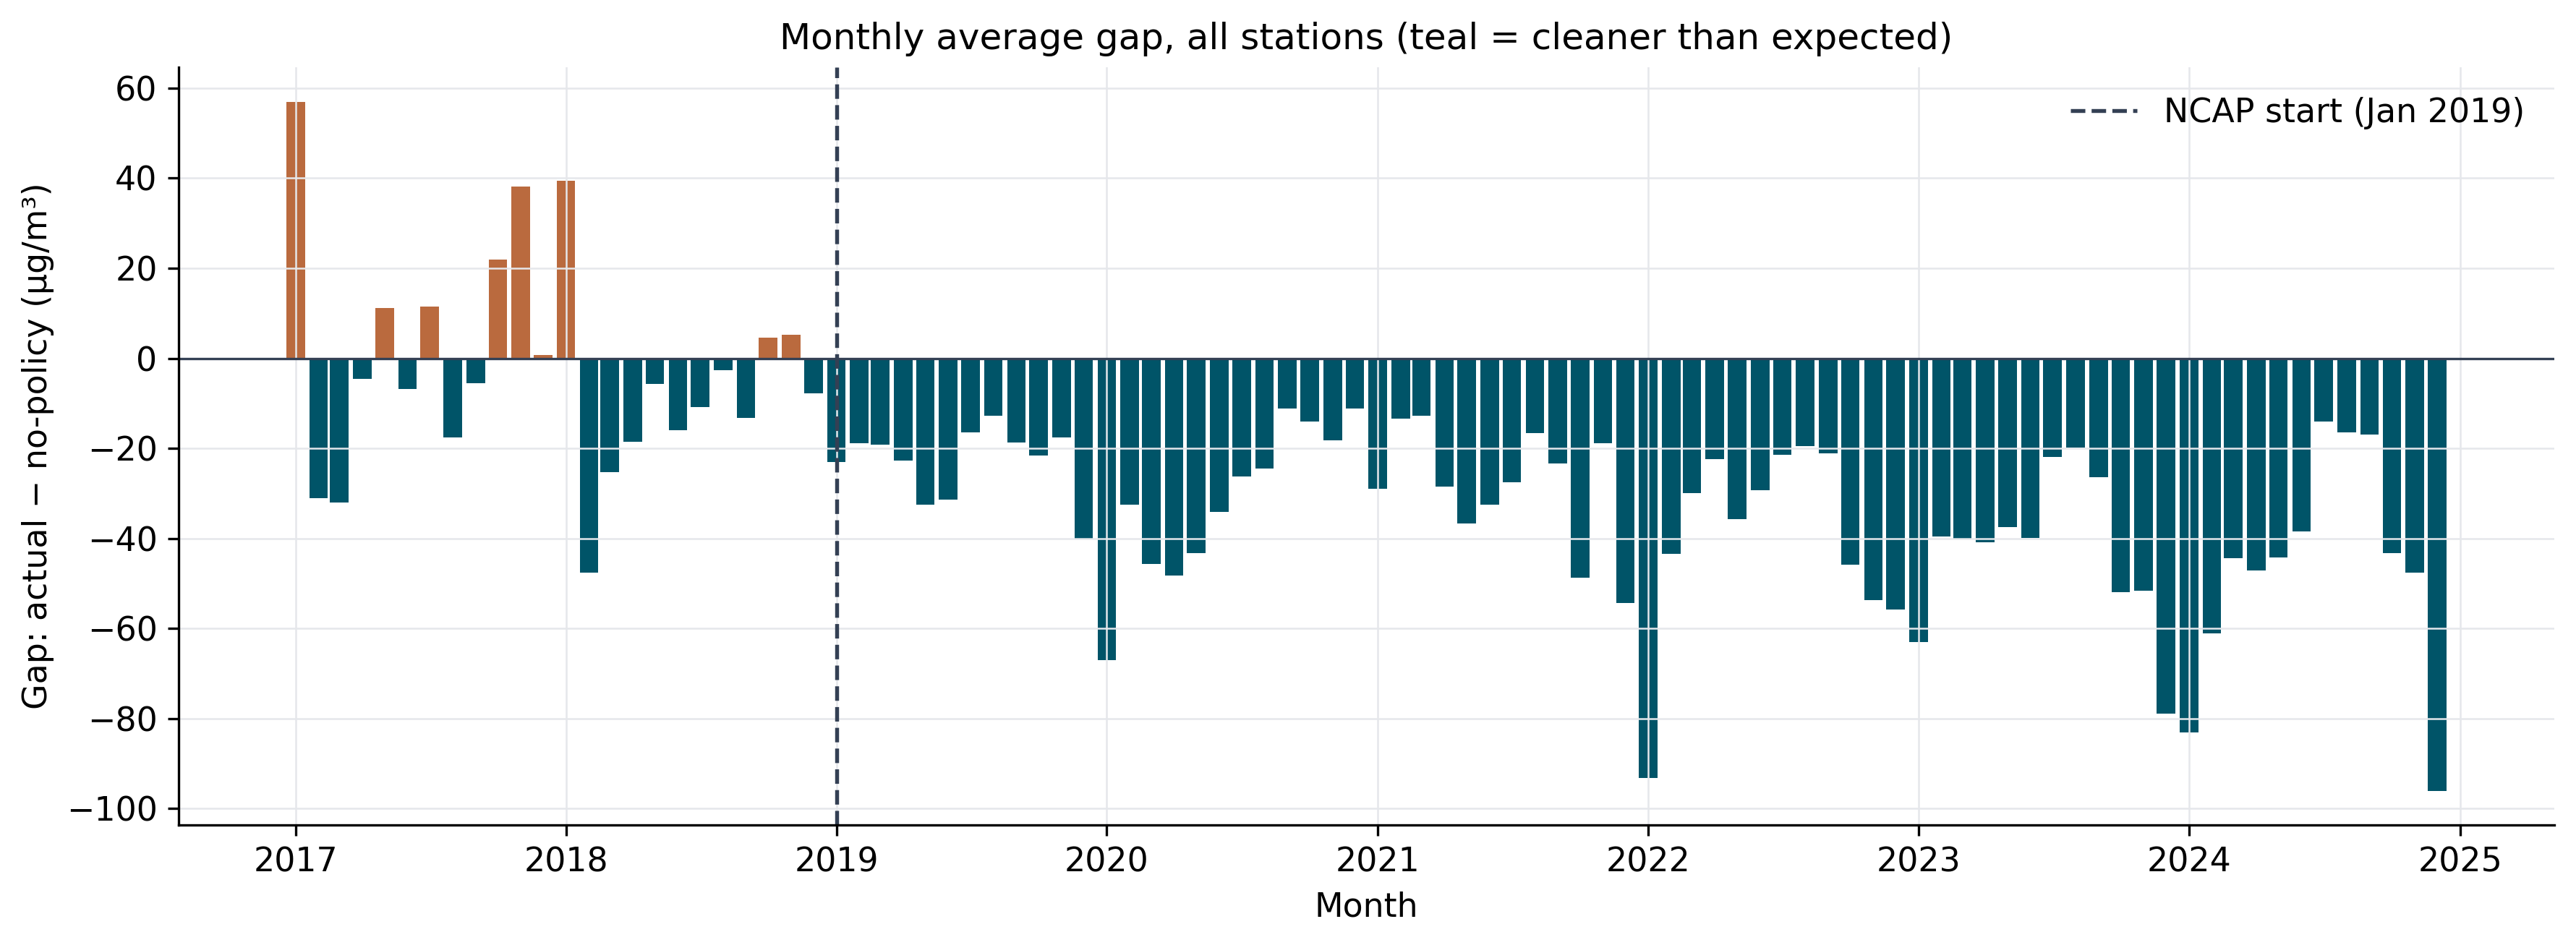 Monthly average gap, all stations (teal = cleaner than expected)
NCAP start (Jan 2019)
Gap: actual − no-policy (µg/m³)
60
40
20
0
−20
−40
−60
−80
−100
2017 2018 2019 2020 2021 2022 2023 2024 2025
Month